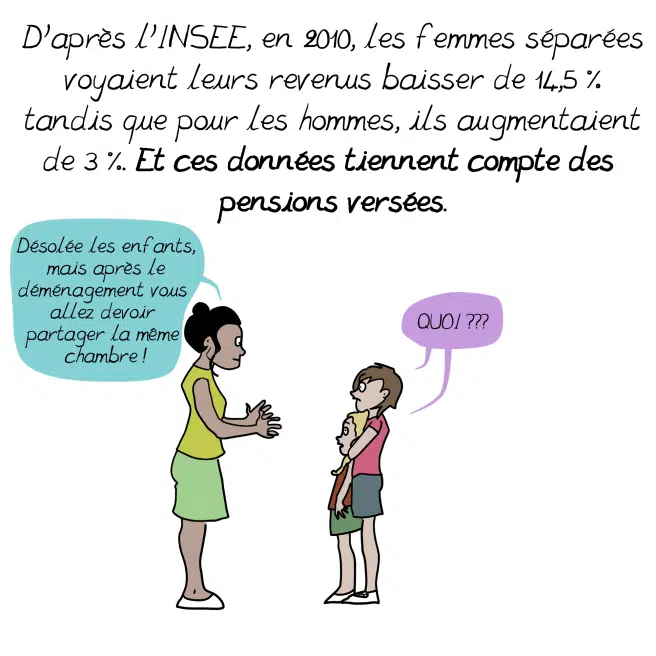 D'après l'INSEE, en 2010, les femmes séparées
voyaient leurs revenus baisser de 14,5 %
tandis que pour les hommes, ils augmentaient
de 3 %. Et ces données tiennent compte des
pensions versées.
Désolée les enfants,
mais après le
déménagement vous
allez devoir
partager la même
chambre !
QUOI ???